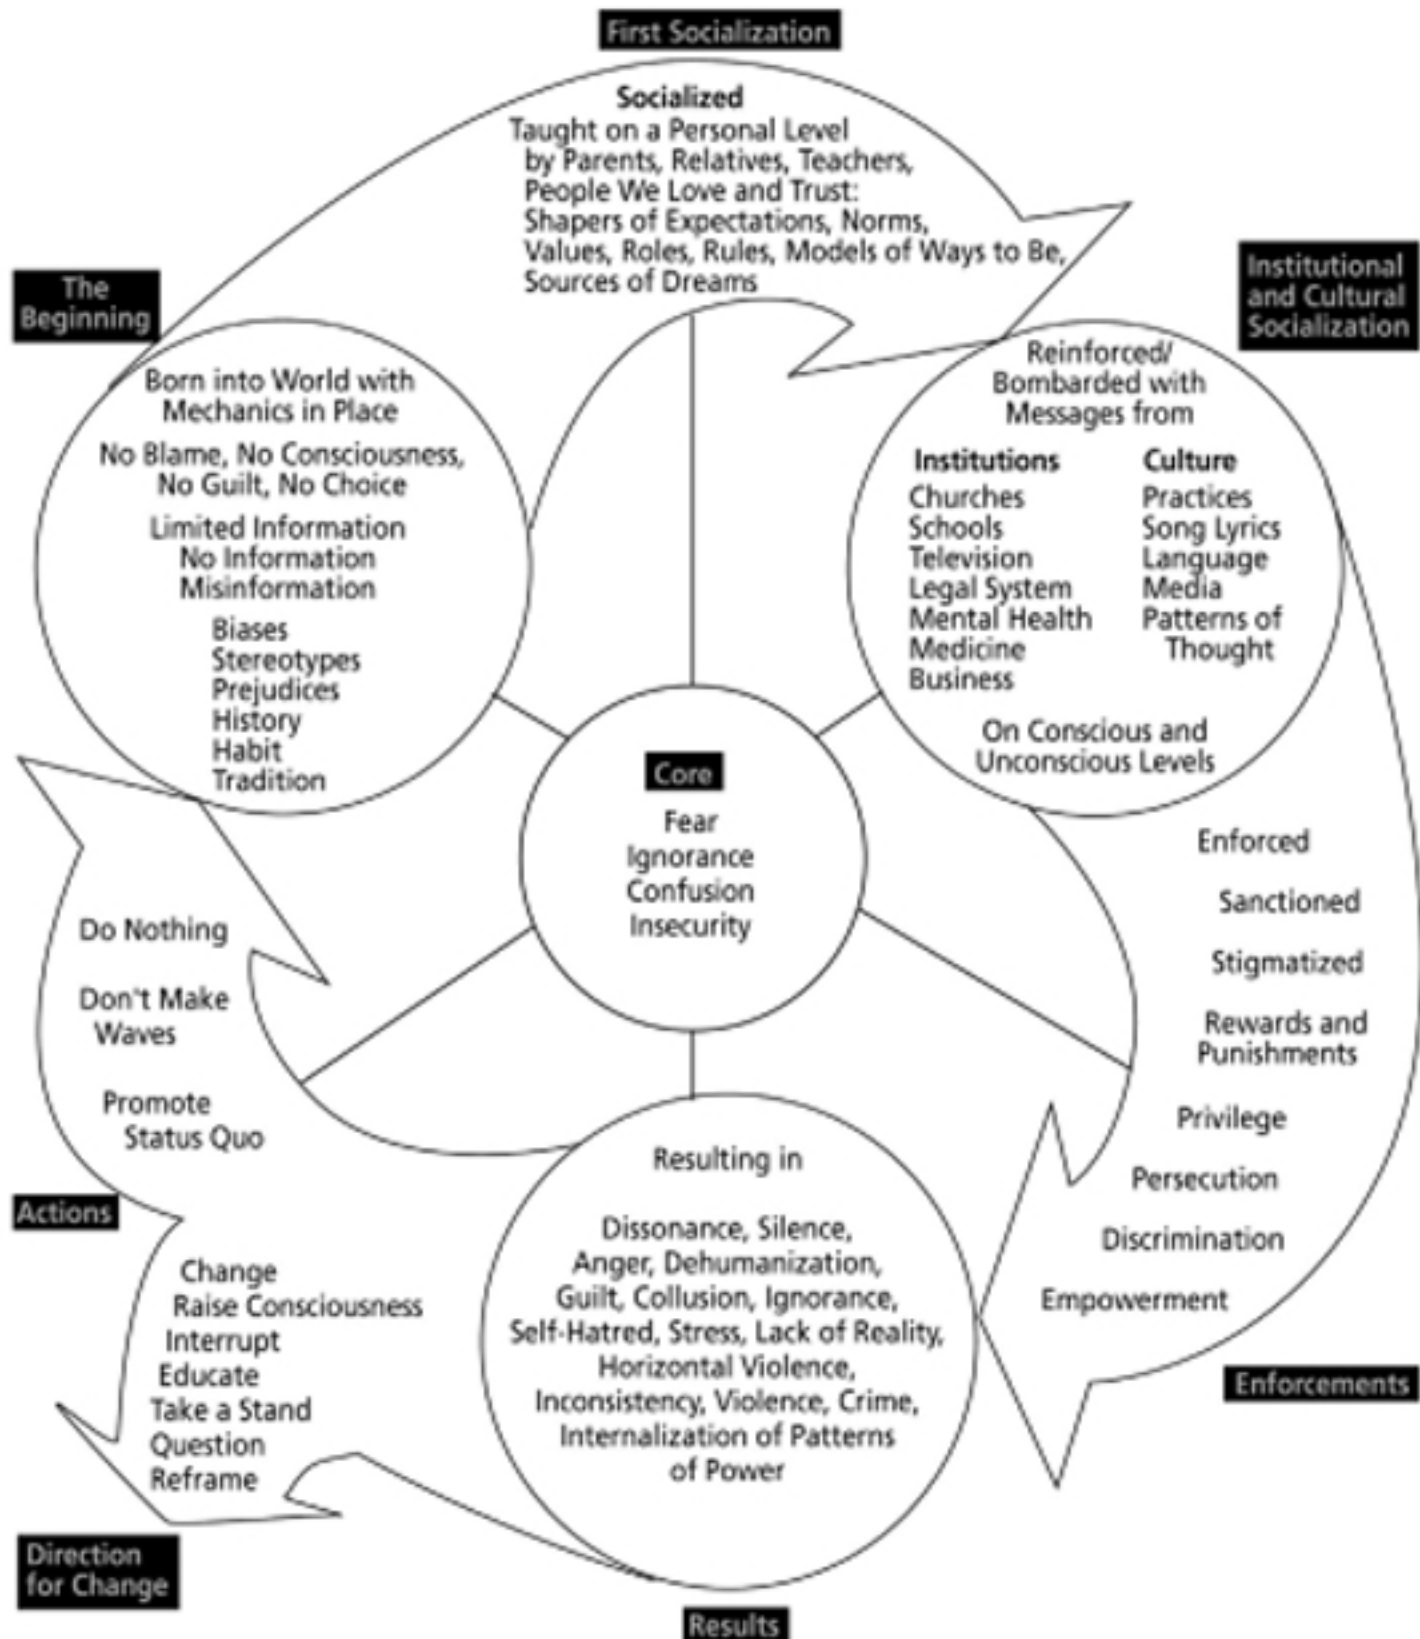 First Socialization
Socialized
Taught on a Personal Level
by Parents, Relatives, Teachers,
People We Love and Trust:
Shapers of Expectations, Norms,
Values, Roles, Rules, Models of Ways to Be,
Sources of Dreams
The
Beginning
Born into World with
Mechanics in Place
No Blame, No Consciousness,
No Guilt, No Choice
Limited Information
No Information
Misinformation
Biases
Stereotypes
Prejudices
History
Habit
Tradition
Institutional
and Cultural
Socialization
Reinforced/
Bombarded with
Messages from
Institutions
Churches
Schools
Television
Legal System
Mental Health
Medicine
Business
Culture
Practices
Song Lyrics
Language
Media
Patterns of
Thought
On Conscious and
Unconscious Levels
Core
Fear
Ignorance
Confusion
Insecurity
Enforced
Sanctioned
Stigmatized
Rewards and
Punishments
Privilege
Persecution
Discrimination
Empowerment
Enforcements
Resulting in
Dissonance, Silence,
Anger, Dehumanization,
Guilt, Collusion, Ignorance,
Self-Hatred, Stress, Lack of Reality,
Horizontal Violence,
Inconsistency, Violence, Crime,
Internalization of Patterns
of Power
Results
Do Nothing
Don't Make
Waves
Promote
Status Quo
Actions
Change
Raise Consciousness
Interrupt
Educate
Take a Stand
Question
Reframe
Direction
for Change